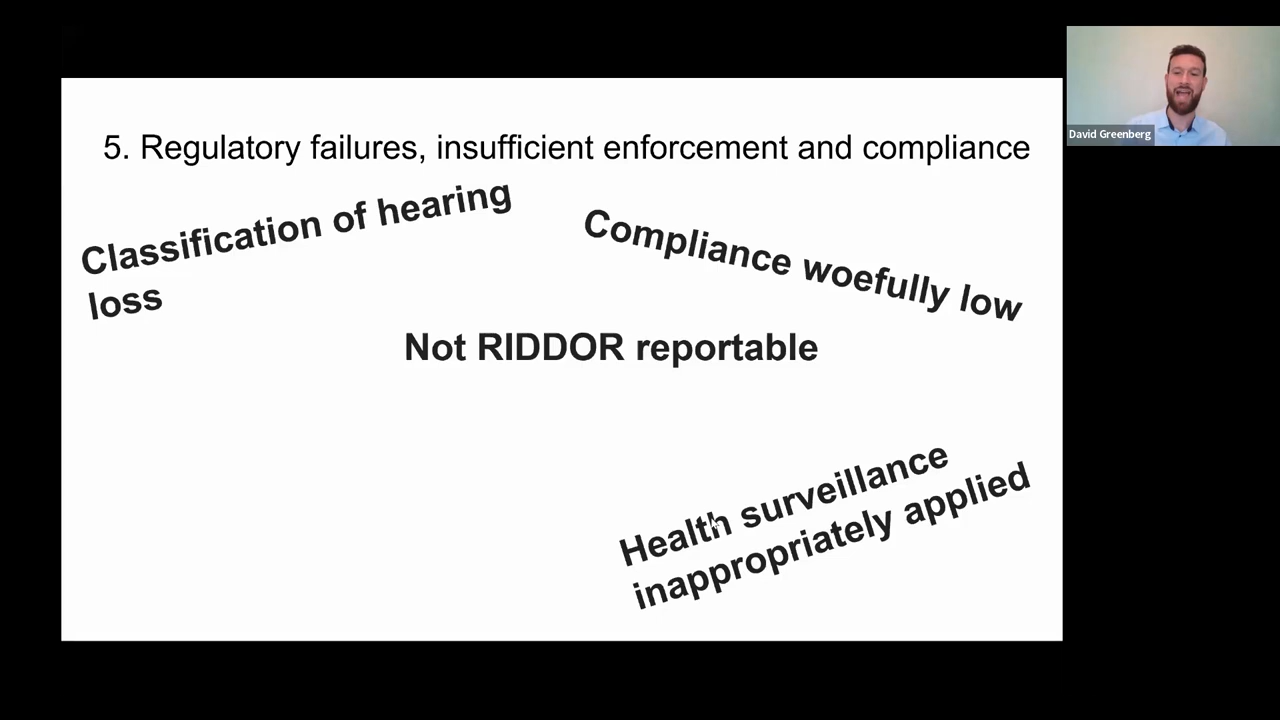 5. Regulatory failures, insufficient enforcement and compliance
Classification of hearing
loss
Compliance woefully low
Not RIDDOR reportable
Health surveillance
inappropriately applied
David Greenberg